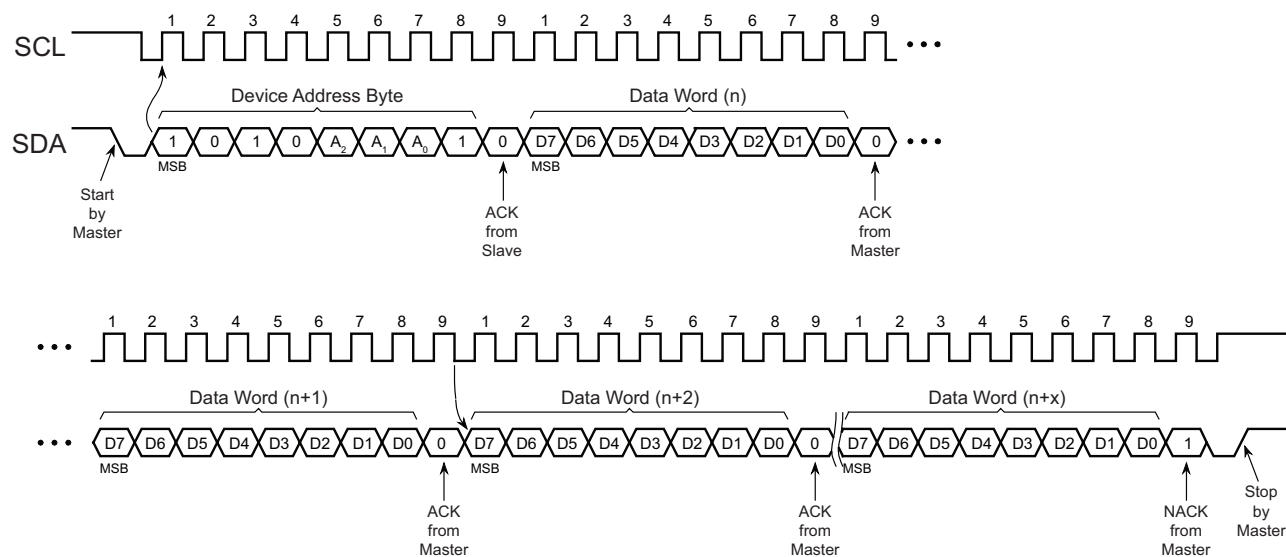 1 2 3 4 5 6 7 8 9 1 2 3 4 5 6 7 8 9
SCL
Device Address Byte Data Word (n)
SDA 1 0 1 0 A2 A1 A0 1 0 D7 D6 D5 D4 D3 D2 D1 D0 0
MSB MSB
Start
by
Master
ACK
from
Slave
ACK
from
Master
1 2 3 4 5 6 7 8 9 1 2 3 4 5 6 7 8 9 1 2 3 4 5 6 7 8 9
Data Word (n+1) Data Word (n+2) Data Word (n+x)
D7 D6 D5 D4 D3 D2 D1 D0 0 D7 D6 D5 D4 D3 D2 D1 D0 0 D7 D6 D5 D4 D3 D2 D1 D0 1
MSB MSB MSB
ACK
from
Master
ACK
from
Master
NACK
from
Master
Stop
by
Master